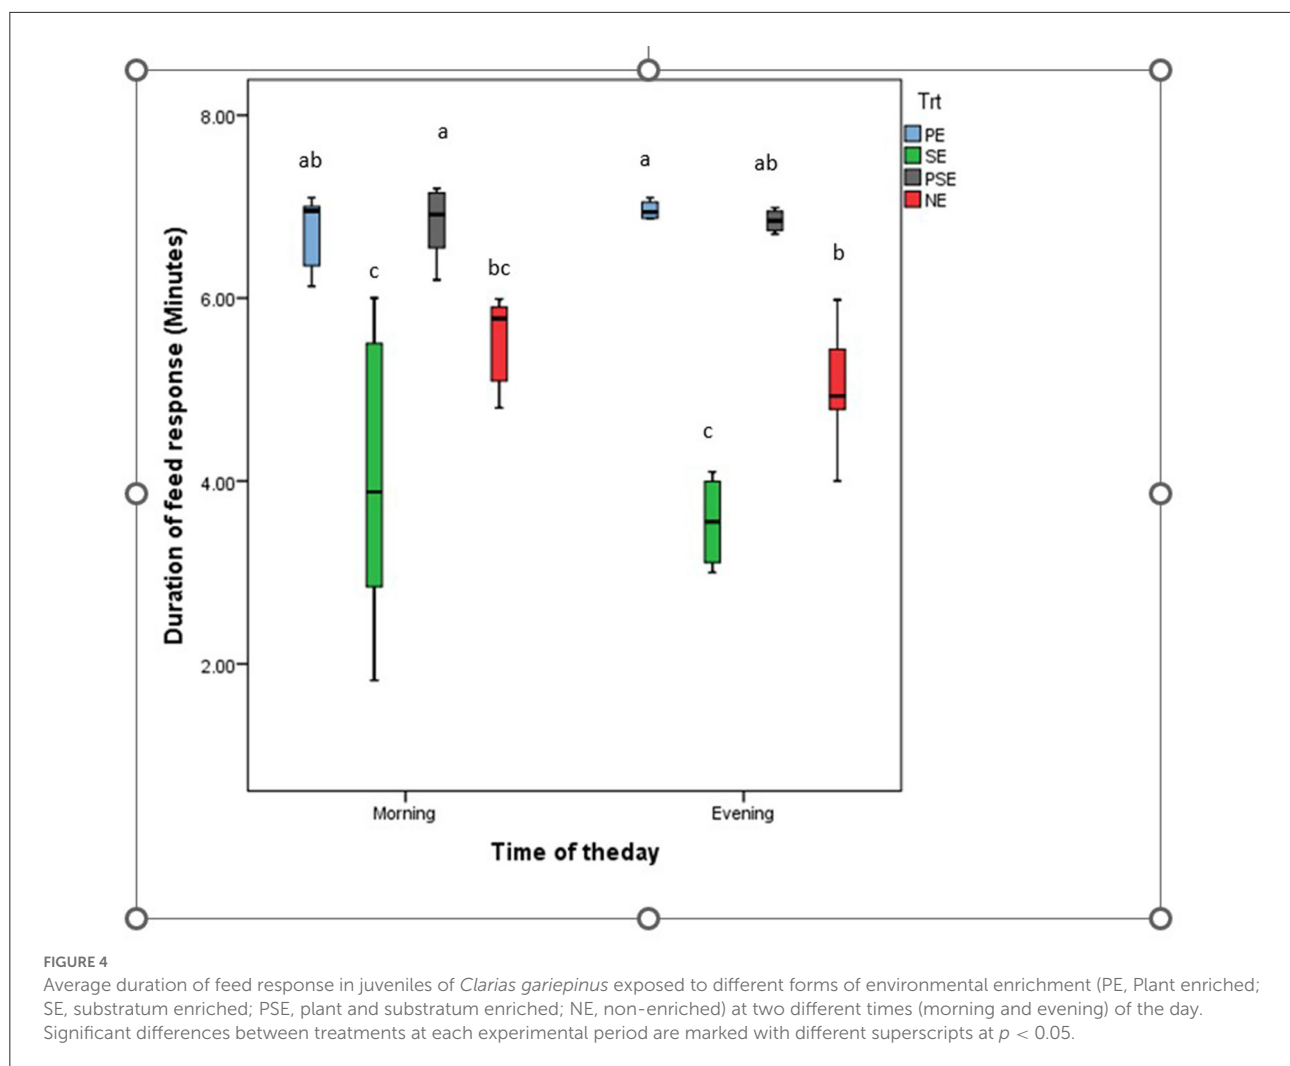 Trt
PE
SE
PSE
NE
8.00
6.00
4.00
2.00
Duration of feed response (Minutes)
ab
c
a
bc
a
c
ab
b
Morning
Evening
Time of theday
FIGURE 4
Average duration of feed response in juveniles of Clarias gariepinus exposed to different forms of environmental enrichment (PE, Plant enriched;
SE, substratum enriched; PSE, plant and substratum enriched; NE, non-enriched) at two different times (morning and evening) of the day.
Significant differences between treatments at each experimental period are marked with different superscripts at p < 0.05.